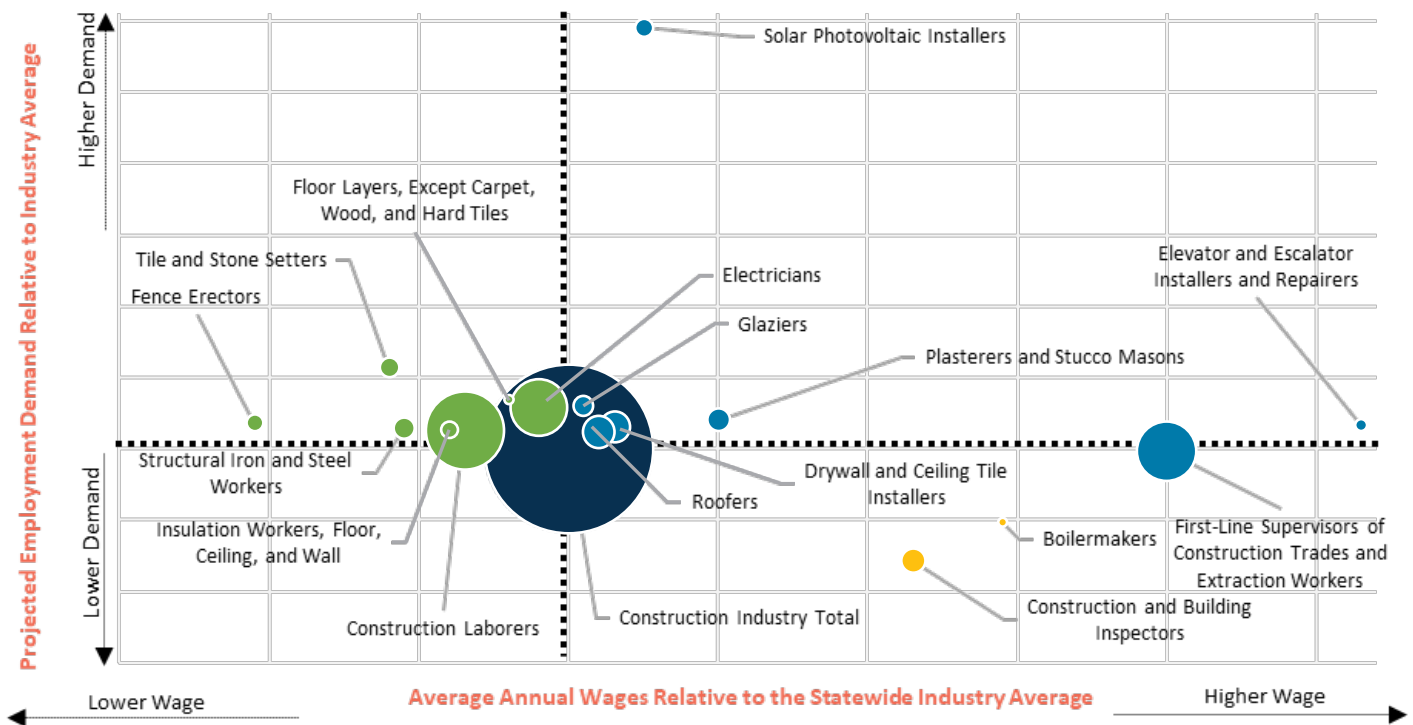 Projected Employment Demand Relative to Industry Average
Higher Demand
Lower Demand
Solar Photovoltaic Installers
Floor Layers, Except Carpet,
Wood, and Hard Tiles
Tile and Stone Setters
Fence Erectors
Electricians
Glaziers
Elevator and Escalator
Installers and Repairers
Plasterers and Stucco Masons
Structural Iron and Steel
Workers
Drywall and Ceiling Tile
Installers
Roofers
Insulation Workers, Floor,
Ceiling, and Wall
Boilermakers
First-Line Supervisors of
Construction Trades and
Extraction Workers
Construction and Building
Inspectors
Construction Laborers
Construction Industry Total
Lower Wage
Average Annual Wages Relative to the Statewide Industry Average
Higher Wage